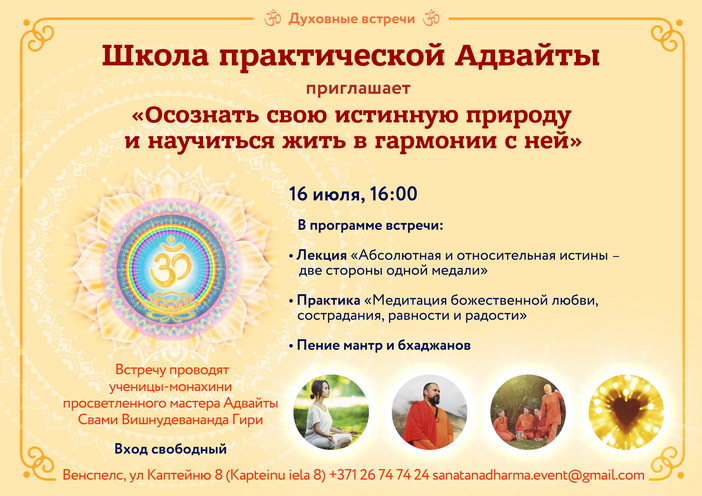 ॐ Духовные встречи ॐ
Школа практической Адвайты
приглашает
«Осознать свою истинную природу
и научиться жить в гармонии с ней»
16 июля, 16:00
В программе встречи:
• Лекция «Абсолютная и относительная истины –
две стороны одной медали»
• Практика «Медитация божественной любви,
сострадания, равности и радости»
• Пение мантр и бхаджанов
ॐ
Встречу проводят
ученицы-монахини
просветленного мастера Адвайты
Свами Вишнудевананда Гири
Вход свободный
Венспелс, ул Каптейню 8 (Kapteinu iela 8) +371 26 74 74 24 sanatanadharma.event@gmail.com